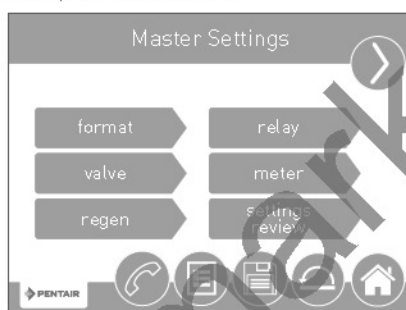 Master Settings
format
relay
valve
meter
regen
settings
review
PENTAIR